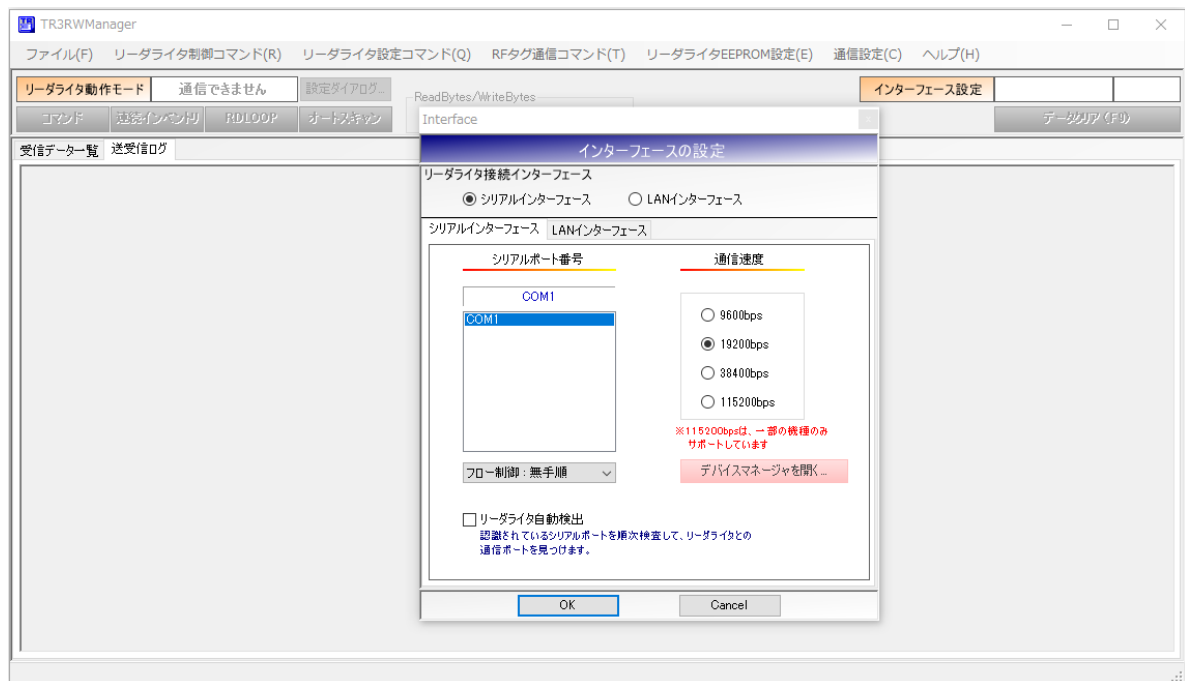 TR3RWManager
ファイル(F) リーダライタ制御コマンド(R) リーダライタ設定コマンド(Q) RFタグ通信コマンド(T) リーダライタEEPROM設定(E) 通信設定(C) ヘルプ(H)
リーダライタ動作モード 通信できません 設定ダイアログ... ReadBytes/WriteBytes インターフェース設定
コマンド 連続インベントリ RDLOOP オートスキャン データクリア(F9)
受信データ一覧 送受信ログ
Interface
インターフェースの設定
リーダライタ接続インターフェース
シリアルインターフェース LANインターフェース
シリアルインターフェース LANインターフェース
シリアルポート番号 通信速度
COM1
COM1
9600bps
19200bps
38400bps
115200bps
※115200bpsは、一部の機種のみ
サポートしています
フロー制御：無手順 デバイスマネージャを開く...
リーダライタ自動検出
認識されているシリアルポートを順次検査して、リーダライタとの
通信ポートを見つけます。
OK Cancel